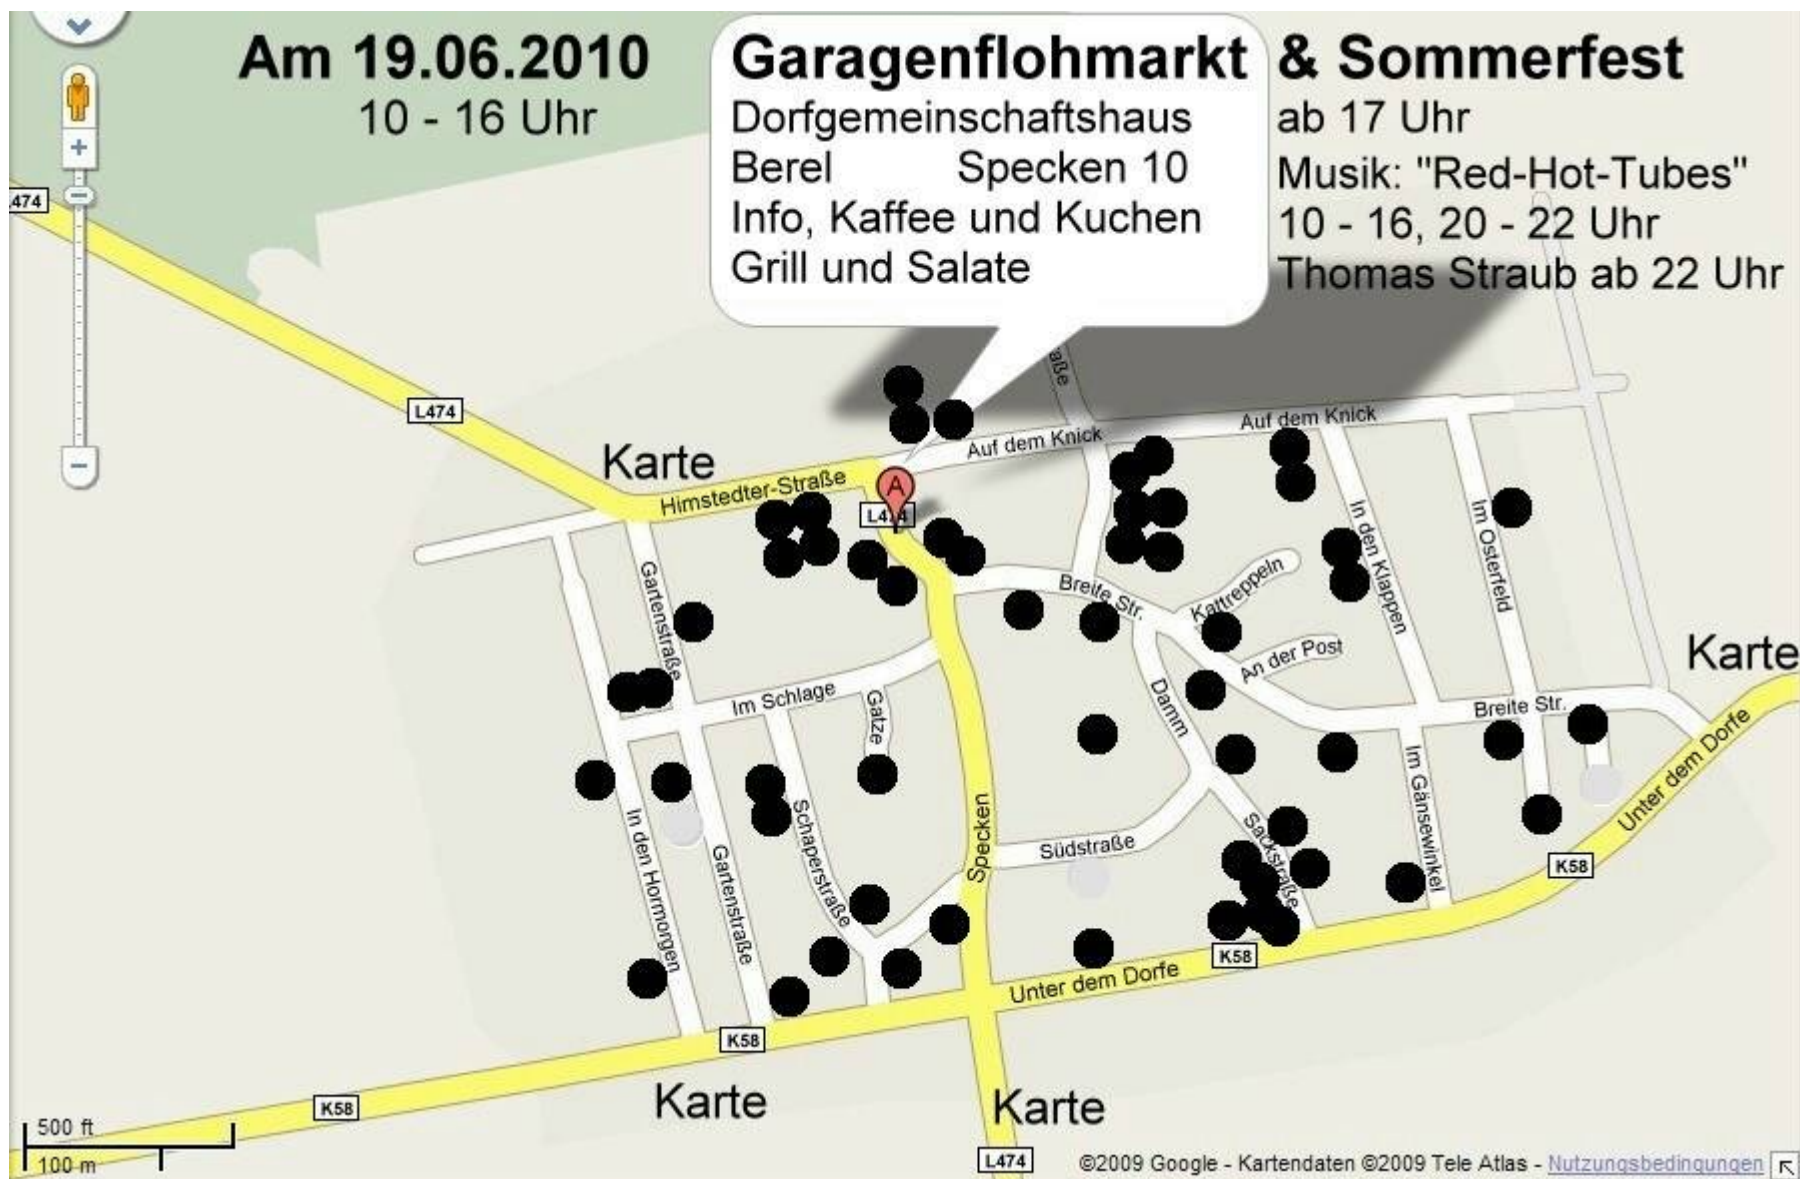 Am 19.06.2010
10 - 16 Uhr
Garagenflohmarkt
Dorfgemeinschaftshaus
Berel Specken 10
Info, Kaffee und Kuchen
Grill und Salate
& Sommerfest
ab 17 Uhr
Musik: "Red-Hot-Tubes"
10 - 16, 20 - 22 Uhr
Thomas Straub ab 22 Uhr
474
L474
Karte
Himstedter-Straße
A
L474
Auf dem Knick
Auf dem Knick
raße
Gartenstraße
Breite Str.
Kattreppeln
An der Post
In den Klappen
Im Osterfeld
Karte
Im Schlage
Gatze
Damm
Breite Str.
Im Gänsewinkel
Unter dem Dorfe
In den Hormorgen
Gartenstraße
Schaperstraße
Specken
Südstraße
Sackstraße
K58
K58
Unter dem Dorfe
K58
K58
Karte
Karte
L474
500 ft
100 m
©2009 Google - Kartendaten ©2009 Tele Atlas - Nutzungsbedingungen